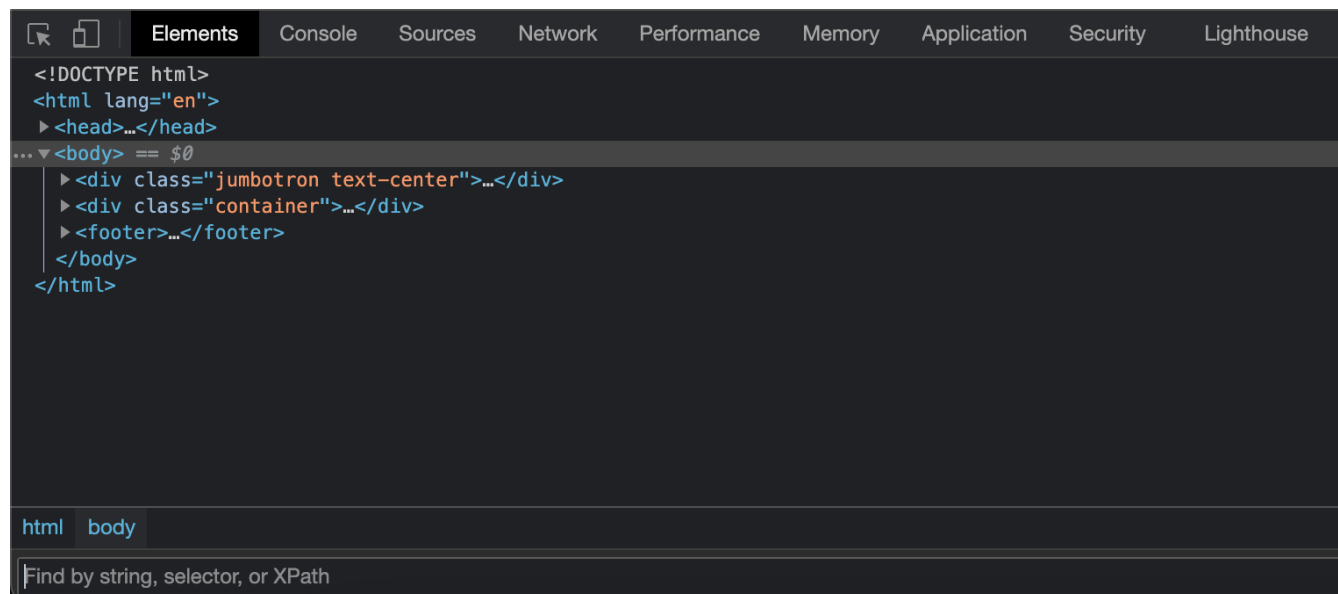 Elements Console Sources Network Performance Memory Application Security Lighthouse
<!DOCTYPE html>
<html lang="en">
<head>…</head>
… <body> == $0
<div class="jumbotron text-center">…</div>
<div class="container">…</div>
<footer>…</footer>
</body>
</html>
html body
Find by string, selector, or XPath